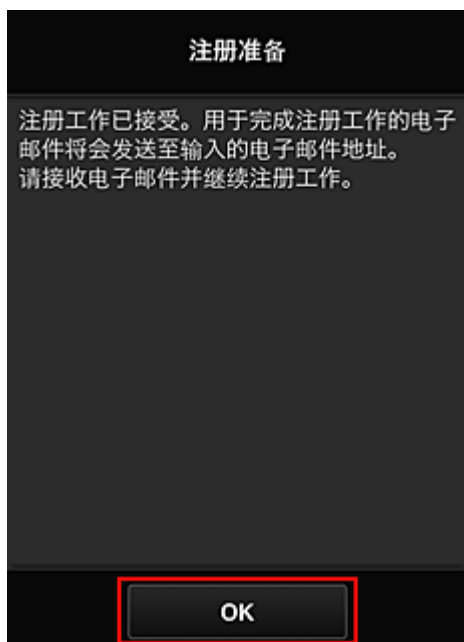 注册准备
注册工作已接受。用于完成注册工作的电子
邮件将会发送至输入的电子邮件地址。
请接收电子邮件并继续注册工作。
OK